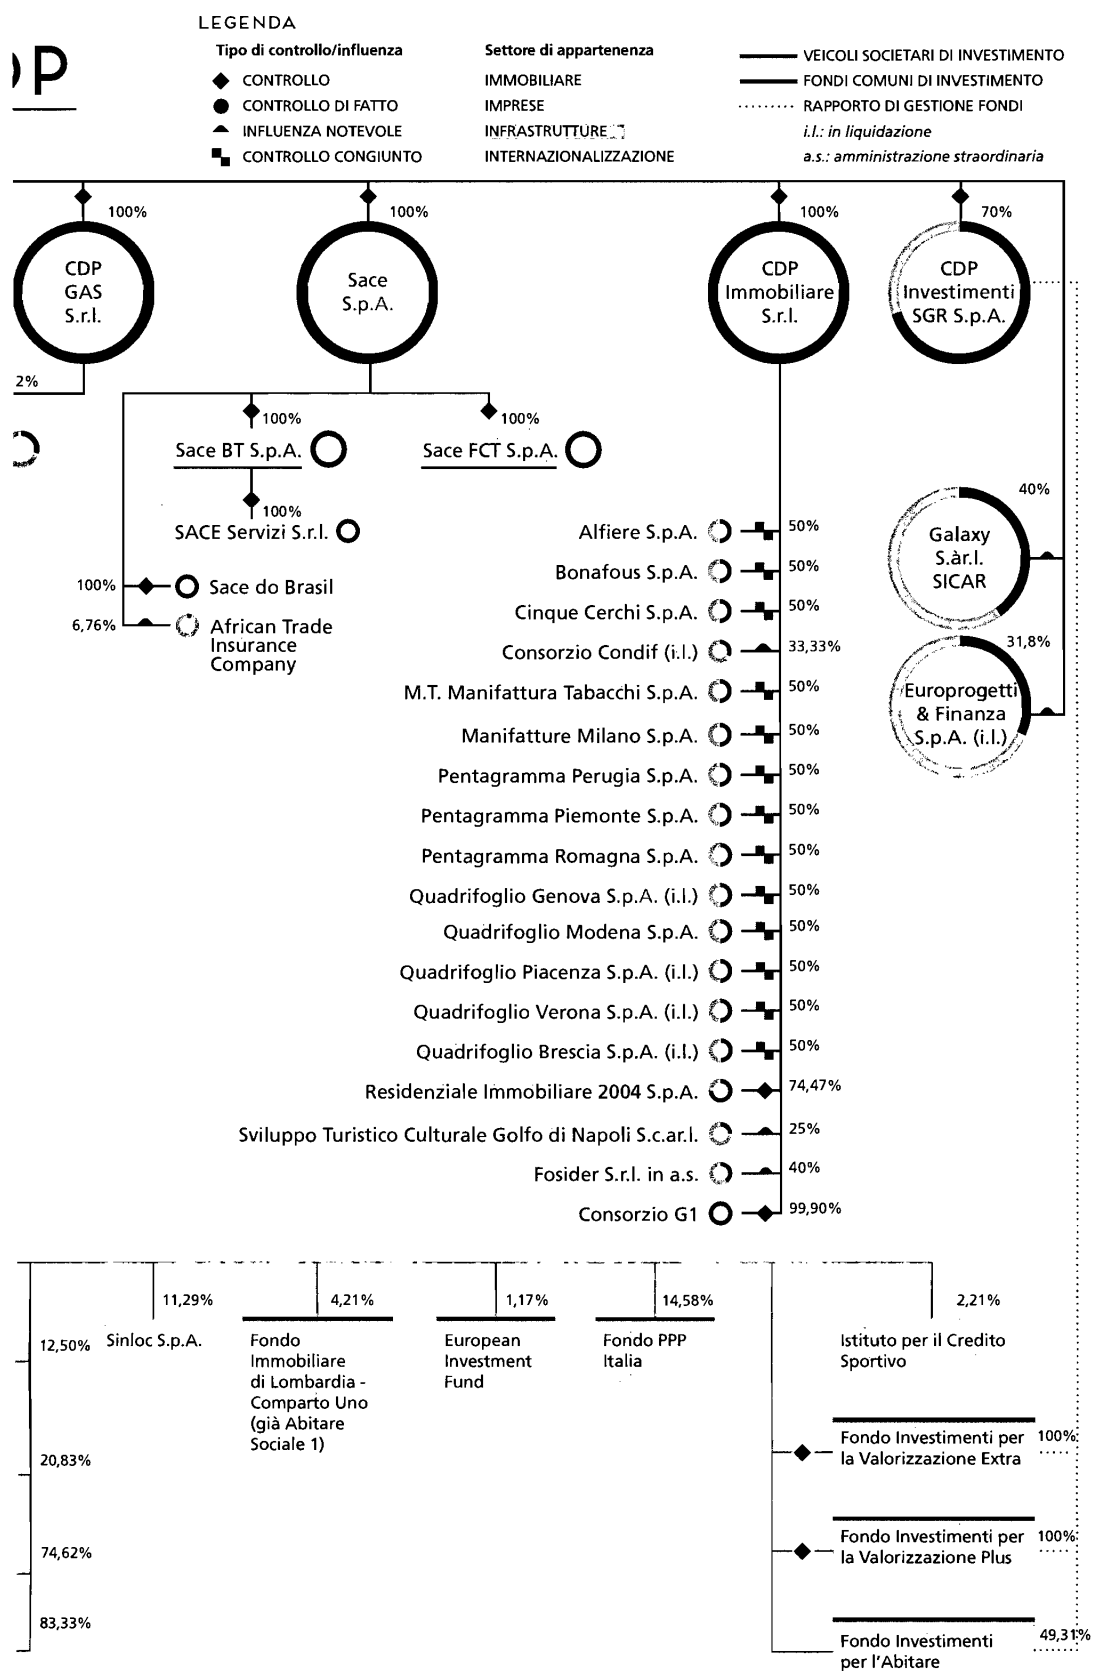 LEGENDA
Tipo di controllo/influenza
CONTROLLO
CONTROLLO DI FATTO
INFLUENZA NOTEVOLE
CONTROLLO CONGIUNTO
Settore di appartenenza
IMMOBILIARE
IMPRESE
INFRASTRUTTURE
INTERNAZIONALIZZAZIONE
VEICOLI SOCIETARI DI INVESTIMENTO
FONDI COMUNI DI INVESTIMENTO
RAPPORTO DI GESTIONE FONDI
i.l.: in liquidazione
a.s.: amministrazione straordinaria
DP
100%
CDP
GAS
S.r.l.
2%
100%
Sace
S.p.A.
100%
CDP
Immobiliare
S.r.l.
70%
CDP
Investimenti
SGR S.p.A.
100%
Sace BT S.p.A.
100%
Sace FCT S.p.A.
100%
SACE Servizi S.r.l.
100%
Sace do Brasil
6,76%
African Trade
Insurance
Company
40%
Galaxy
S.àr.l.
SICAR
31,8%
Europrogetti
& Finanza
S.p.A. (i.l.)
Alfiere S.p.A. 50%
Bonafous S.p.A. 50%
Cinque Cerchi S.p.A. 50%
Consorzio Condif (i.l.) 33,33%
M.T. Manifattura Tabacchi S.p.A. 50%
Manifatture Milano S.p.A. 50%
Pentagramma Perugia S.p.A. 50%
Pentagramma Piemonte S.p.A. 50%
Pentagramma Romagna S.p.A. 50%
Quadrifoglio Genova S.p.A. (i.l.) 50%
Quadrifoglio Modena S.p.A. 50%
Quadrifoglio Piacenza S.p.A. (i.l.) 50%
Quadrifoglio Verona S.p.A. (i.l.) 50%
Quadrifoglio Brescia S.p.A. (i.l.) 50%
Residenziale Immobiliare 2004 S.p.A. 74,47%
Sviluppo Turistico Culturale Golfo di Napoli S.c.ar.l. 25%
Fosider S.r.l. in a.s. 40%
Consorzio G1 99,90%
12,50%
20,83%
74,62%
83,33%
11,29%
Sinloc S.p.A.
4,21%
Fondo
Immobiliare
di Lombardia -
Comparto Uno
(già Abitare
Sociale 1)
1,17%
European
Investment
Fund
14,58%
Fondo PPP
Italia
2,21%
Istituto per il Credito
Sportivo
Fondo Investimenti per
la Valorizzazione Extra
100%
Fondo Investimenti per
la Valorizzazione Plus
100%
Fondo Investimenti
per l'Abitare
49,31%